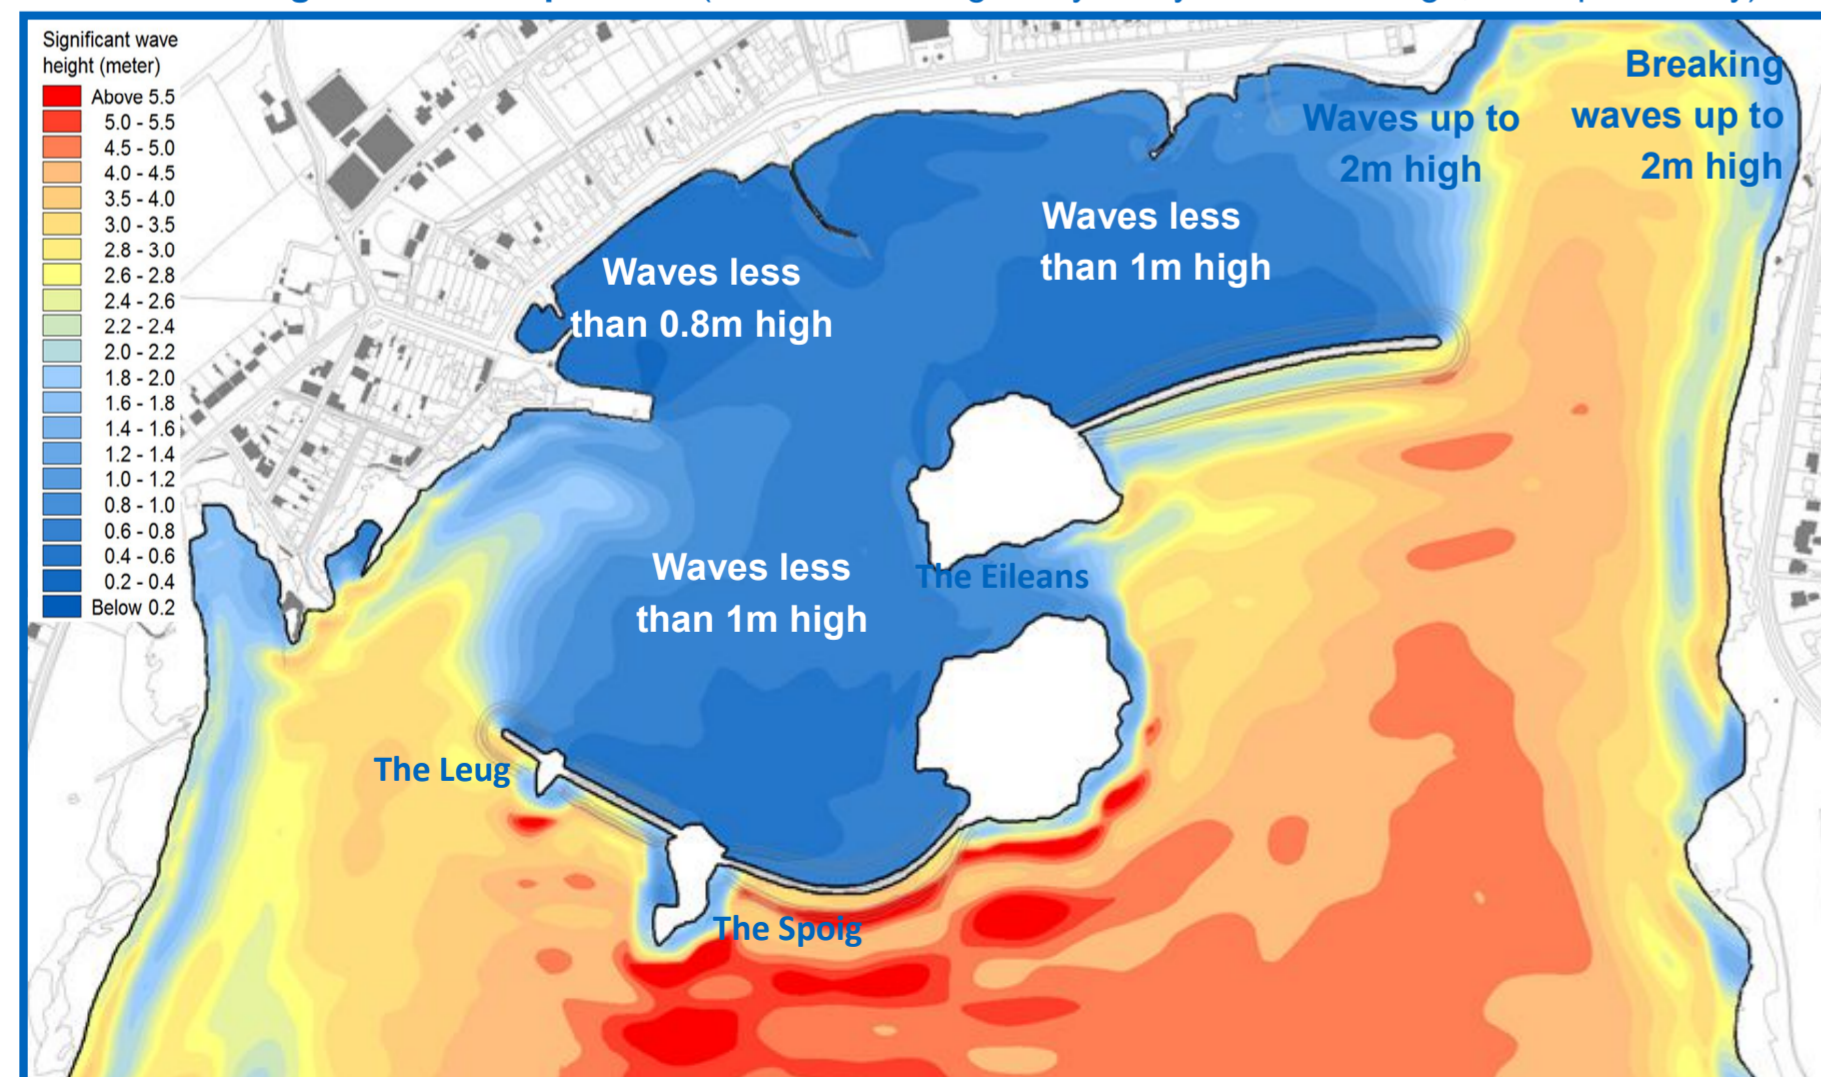 Significant wave
height (meter)
Above 5.5
5.0 - 5.5
4.5 - 5.0
4.0 - 4.5
3.5 - 4.0
3.0 - 3.5
2.8 - 3.0
2.6 - 2.8
2.4 - 2.6
2.2 - 2.4
2.0 - 2.2
1.8 - 2.0
1.6 - 1.8
1.4 - 1.6
1.2 - 1.4
1.0 - 1.2
0.8 - 1.0
0.6 - 0.8
0.4 - 0.6
0.2 - 0.4
Below 0.2
Breaking
waves up to
2m high
Waves up to
2m high
Waves less
than 1m high
Waves less
than 0.8m high
The Eileans
Waves less
than 1m high
The Leug
The Spoig